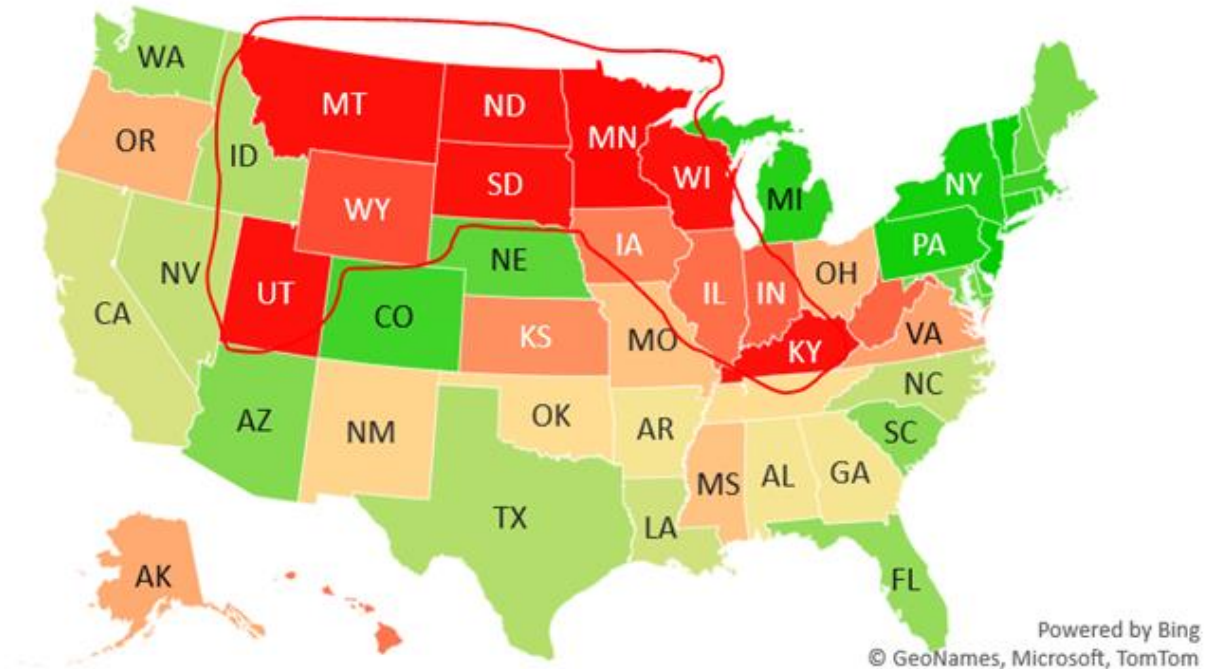 WA
MT
ND
MN
OR
ID
SD
WI
MI
NY
WY
IA
PA
NE
NV
UT
IL
IN
OH
CA
CO
KS
MO
KY
VA
NC
AZ
NM
OK
AR
SC
MS
AL
GA
TX
LA
AK
FL
Powered by Bing
© GeoNames, Microsoft, TomTom